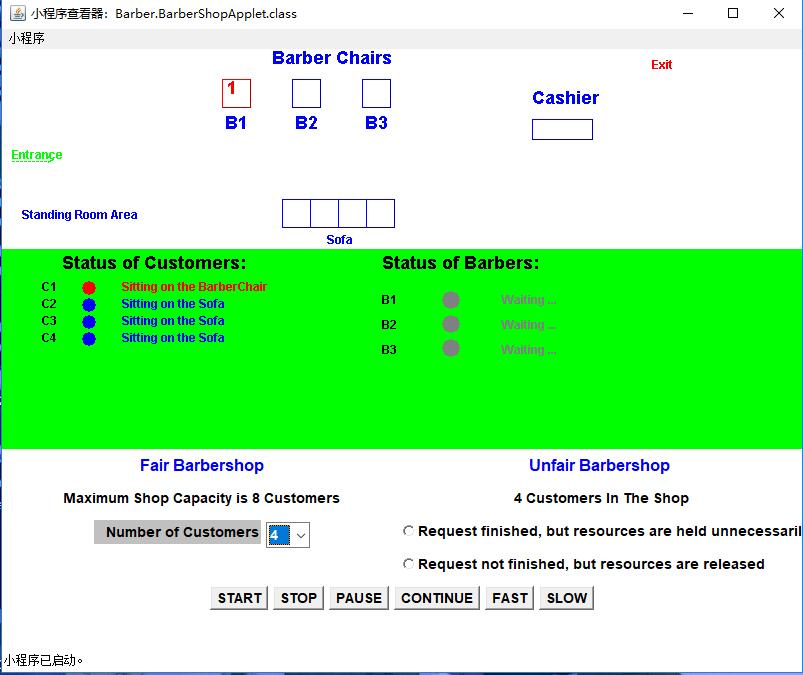 小程序查看器: Barber.BarberShopApplet.class
小程序
Barber Chairs
Exit
1
Cashier
B1 B2 B3
Entrance
Standing Room Area
Sofa
Status of Customers: Status of Barbers:
C1 Sitting on the BarberChair
C2 Sitting on the Sofa
C3 Sitting on the Sofa
C4 Sitting on the Sofa
B1 Waiting ...
B2 Waiting ...
B3 Waiting ...
Fair Barbershop
Maximum Shop Capacity is 8 Customers
Number of Customers 4
Unfair Barbershop
4 Customers In The Shop
Request finished, but resources are held unnecessaril
Request not finished, but resources are released
START STOP PAUSE CONTINUE FAST SLOW
小程序已启动。